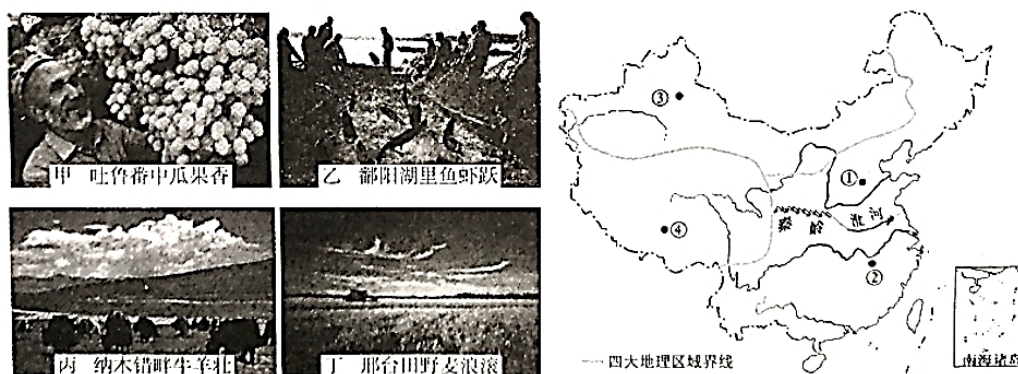 甲 吐鲁番中瓜果香
乙 鄱阳湖里鱼虾跃
丙 纳木错畔牛羊壮
丁 邢台田野麦浪滚
③
①
秦岭
淮河
④
②
四大地理区域界线
南海诸岛